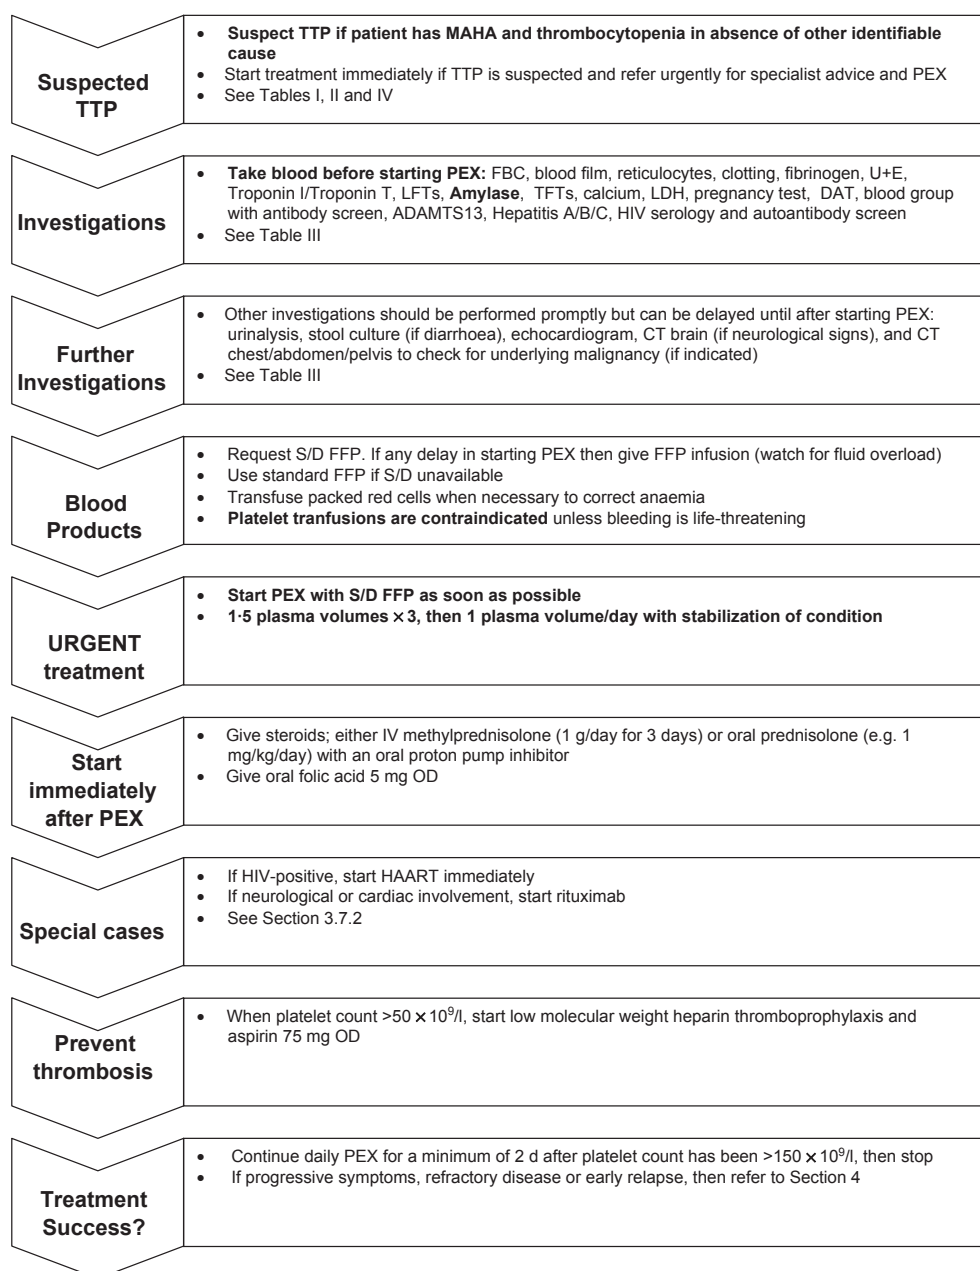 Suspected
TTP
• Suspect TTP if patient has MAHA and thrombocytopenia in absence of other identifiable
cause
• Start treatment immediately if TTP is suspected and refer urgently for specialist advice and PEX
• See Tables I, II and IV
Investigations
• Take blood before starting PEX: FBC, blood film, reticulocytes, clotting, fibrinogen, U+E,
Troponin I/Troponin T, LFTs, Amylase, TFTs, calcium, LDH, pregnancy test, DAT, blood group
with antibody screen, ADAMTS13, Hepatitis A/B/C, HIV serology and autoantibody screen
• See Table III
Further
Investigations
• Other investigations should be performed promptly but can be delayed until after starting PEX:
urinalysis, stool culture (if diarrhoea), echocardiogram, CT brain (if neurological signs), and CT
chest/abdomen/pelvis to check for underlying malignancy (if indicated)
• See Table III
Blood
Products
• Request S/D FFP. If any delay in starting PEX then give FFP infusion (watch for fluid overload)
• Use standard FFP if S/D unavailable
• Transfuse packed red cells when necessary to correct anaemia
• Platelet tranfusions are contraindicated unless bleeding is life-threatening
URGENT
treatment
• Start PEX with S/D FFP as soon as possible
• 1·5 plasma volumes × 3, then 1 plasma volume/day with stabilization of condition
Start
immediately
after PEX
• Give steroids; either IV methylprednisolone (1 g/day for 3 days) or oral prednisolone (e.g. 1
mg/kg/day) with an oral proton pump inhibitor
• Give oral folic acid 5 mg OD
Special cases
• If HIV-positive, start HAART immediately
• If neurological or cardiac involvement, start rituximab
• See Section 3.7.2
Prevent
thrombosis
• When platelet count >50 × 10⁹/l, start low molecular weight heparin thromboprophylaxis and
aspirin 75 mg OD
Treatment
Success?
• Continue daily PEX for a minimum of 2 d after platelet count has been >150 × 10⁹/l, then stop
• If progressive symptoms, refractory disease or early relapse, then refer to Section 4